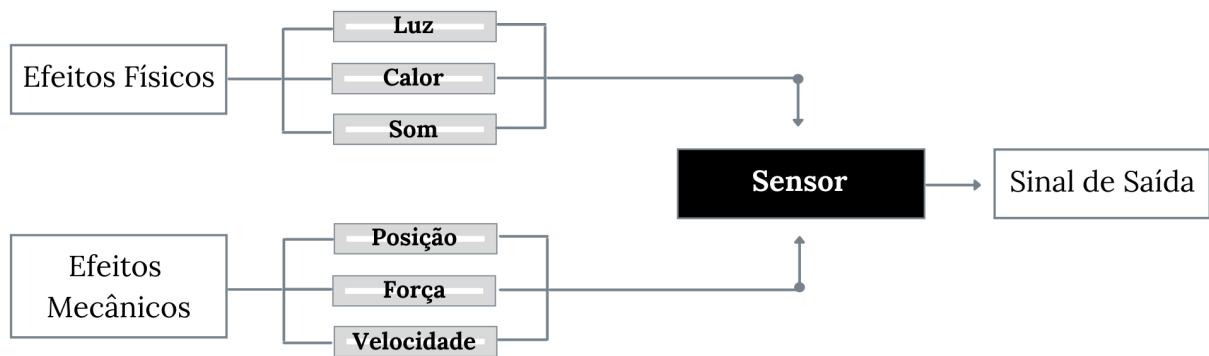 Efeitos Físicos
Luz
Calor
Som
Sensor
Sinal de Saída
Efeitos
Mecânicos
Posição
Força
Velocidade